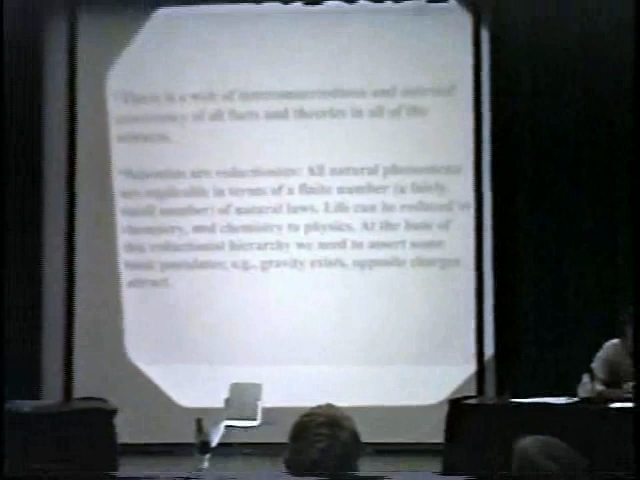 There is a web of interconnectedness and internal
consistency of all facts and theories in all of the
sciences.
Scientists are reductionists: All natural phenomena
are explicable in terms of a finite number (a fairly
small number) of natural laws. Life can be reduced to
chemistry, and chemistry to physics. At the base of
this reductionist hierarchy we need to assert some
basic postulates; e.g., gravity exists, opposite charges
attract.